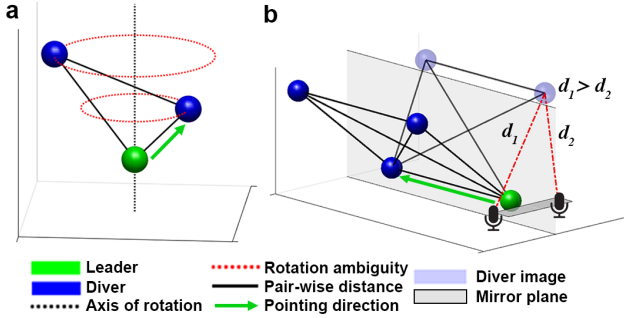 a
b
d1 > d2
d1
d2
Leader
Diver
Axis of rotation
Rotation ambiguity
Pair-wise distance
Pointing direction
Diver image
Mirror plane